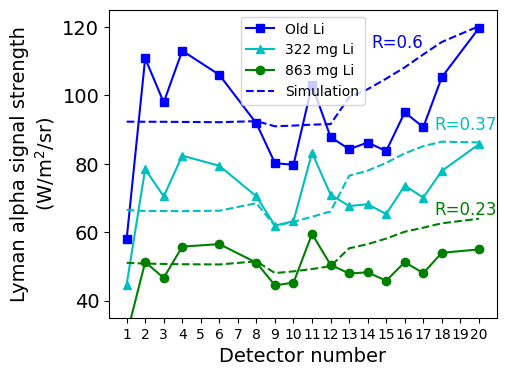 Lyman alpha signal strength
(W/m²/sr)
120
100
80
60
40
Old Li
322 mg Li
863 mg Li
Simulation
R=0.6
R=0.37
R=0.23
1 2 3 4 5 6 7 8 9 10 11 12 13 14 15 16 17 18 19 20
Detector number